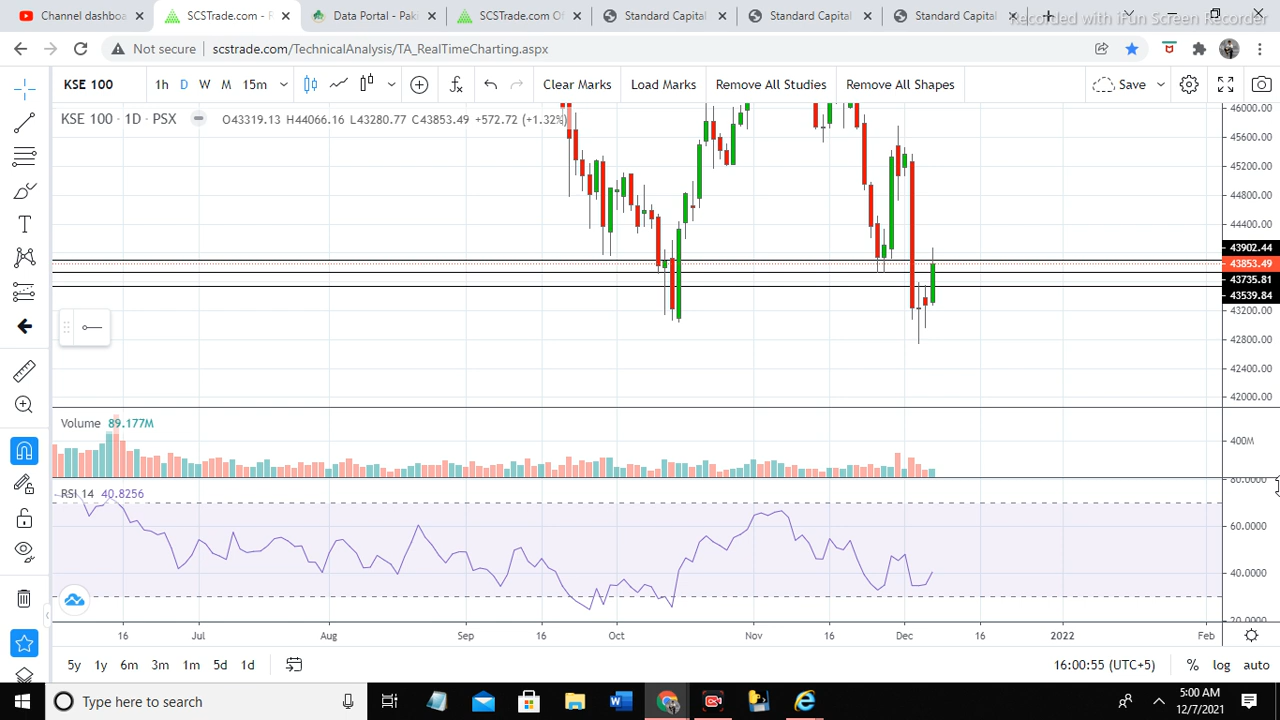 Channel dashboard
SCSTrade.com - R
Data Portal - Paki
SCSTrade.com Of
Standard Capital
Standard Capital
Standard Capital
Recorded with iFun Screen Recorder
Not secure scstrade.com/TechnicalAnalysis/TA_RealTimeCharting.aspx
KSE 100 1h D W M 15m Clear Marks Load Marks Remove All Studies Remove All Shapes Save
KSE 100 · 1D · PSX O43319.13 H44066.16 L43280.77 C43853.49 +572.72 (+1.32%)
46000.00
45600.00
45200.00
44800.00
44400.00
43902.44
43853.49
43735.81
43539.84
43200.00
42800.00
42400.00
42000.00
Volume 89.177M
400M
RSI 14 40.8256
80.0000
60.0000
40.0000
20.0000
16 Jul Aug Sep 16 Oct Nov 16 Dec 16 2022 Feb
5y 1y 6m 3m 1m 5d 1d 16:00:55 (UTC+5) % log auto
Type here to search
5:00 AM
12/7/2021